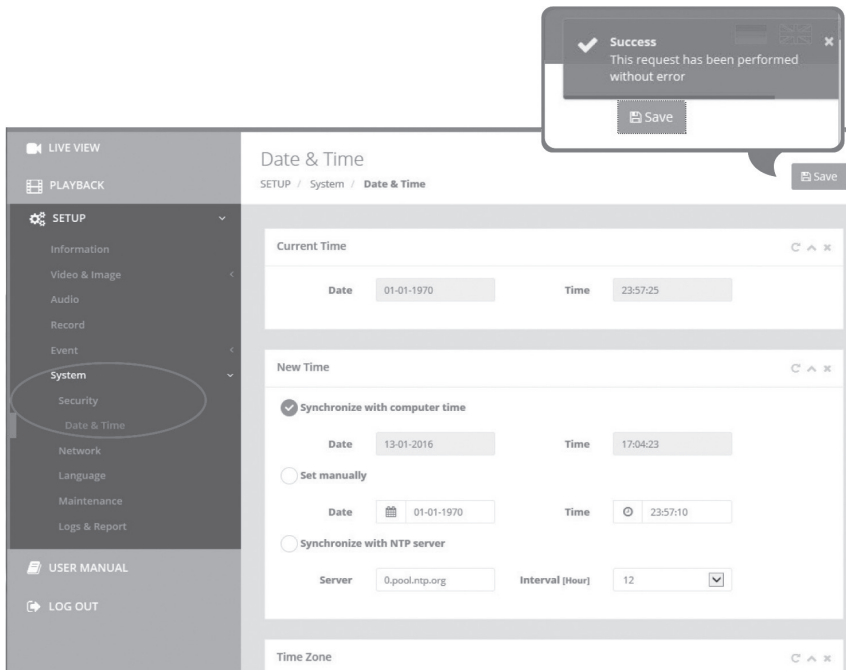 Success
This request has been performed
without error
Save
LIVE VIEW
PLAYBACK
SETUP
Information
Video & Image
Audio
Record
Event
System
Security
Date & Time
Network
Language
Maintenance
Logs & Report
USER MANUAL
LOG OUT
Date & Time
SETUP / System / Date & Time
Save
Current Time
Date 01-01-1970 Time 23:57:25
New Time
Synchronize with computer time
Date 13-01-2016 Time 17:04:23
Set manually
Date 01-01-1970 Time 23:57:10
Synchronize with NTP server
Server 0.pool.ntp.org Interval [Hour] 12
Time Zone